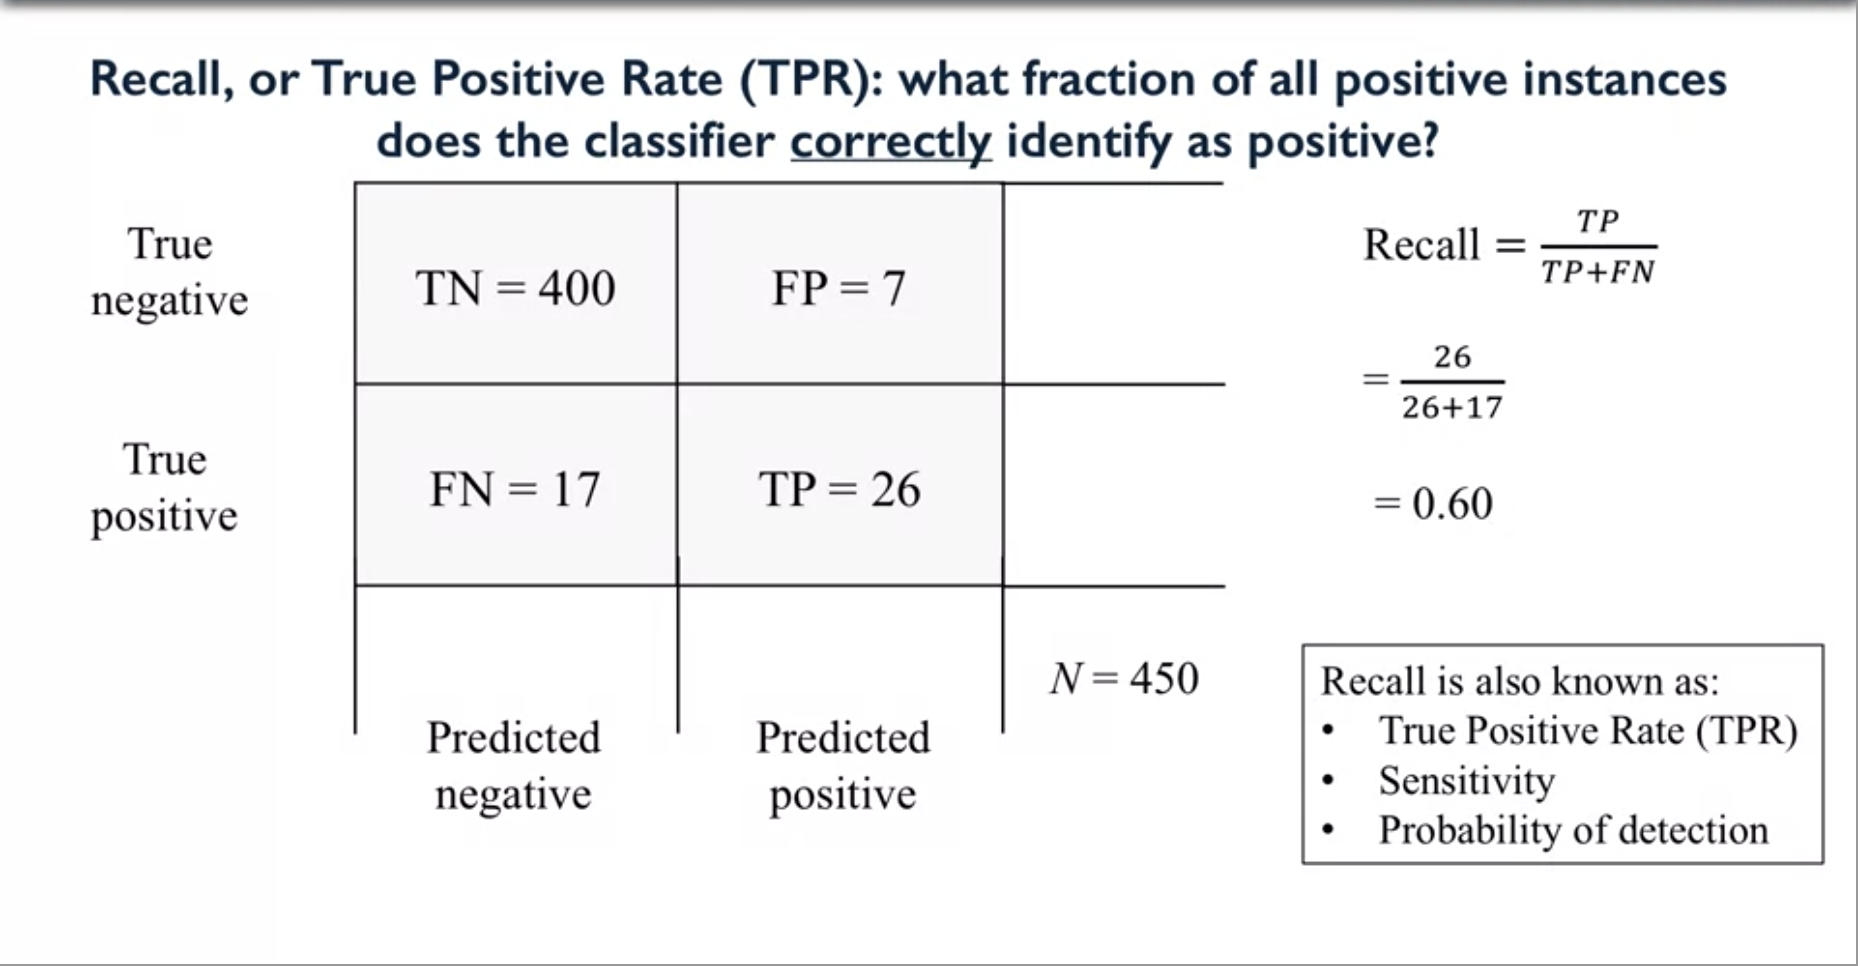 Recall, or True Positive Rate (TPR): what fraction of all positive instances
does the classifier correctly identify as positive?
True
negative
TN = 400
FP = 7
True
positive
FN = 17
TP = 26
Predicted
negative
Predicted
positive
N = 450
Recall = TP
TP+FN
= 26
26+17
= 0.60
Recall is also known as:
• True Positive Rate (TPR)
• Sensitivity
• Probability of detection